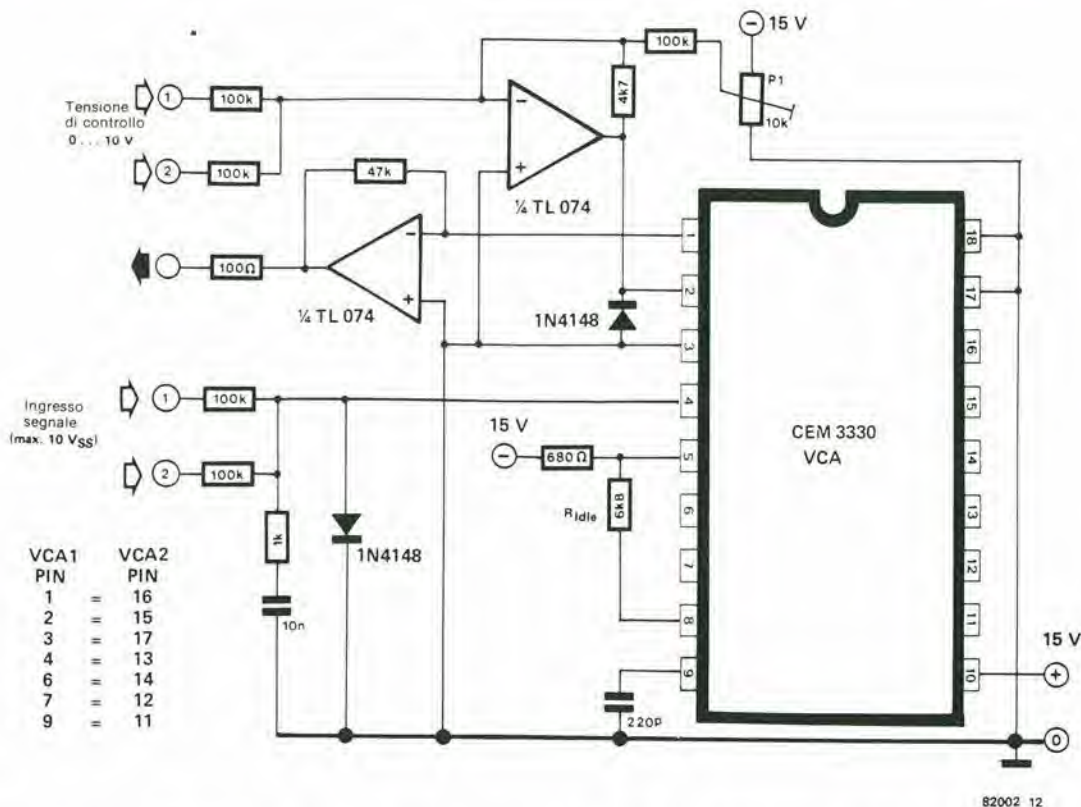 15 V
−
100k
P1
10k
4k7
1
100k
Tensione
di controllo
0 ... 10 V
2
100k
−
+
¼ TL 074
47k
−
+
¼ TL 074
100Ω
1N4148
1
2
3
4
5
6
7
8
9
18
17
16
15
14
13
12
11
10
CEM 3330
VCA
Ingresso
segnale
(max. 10 VSS)
1
100k
2
100k
15 V
−
680 Ω
RIdle
6k8
1k
10n
1N4148
220p
15 V
+
0
VCA1 VCA2
PIN PIN
1 = 16
2 = 15
3 = 17
4 = 13
6 = 14
7 = 12
9 = 11
82002 12